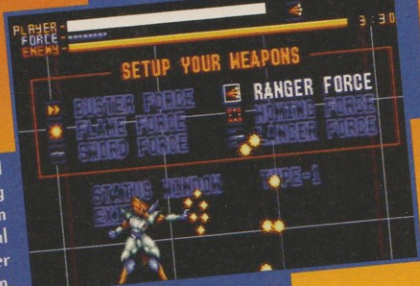 PLAYER-
FORCE-
ENEMY-
3:30
SETUP YOUR WEAPONS
BUSTER FORCE
FLAME FORCE
SWORD FORCE
RANGER FORCE
HOMING FORCE
LANCER FORCE
STATUS WINDOW
TYPE-1